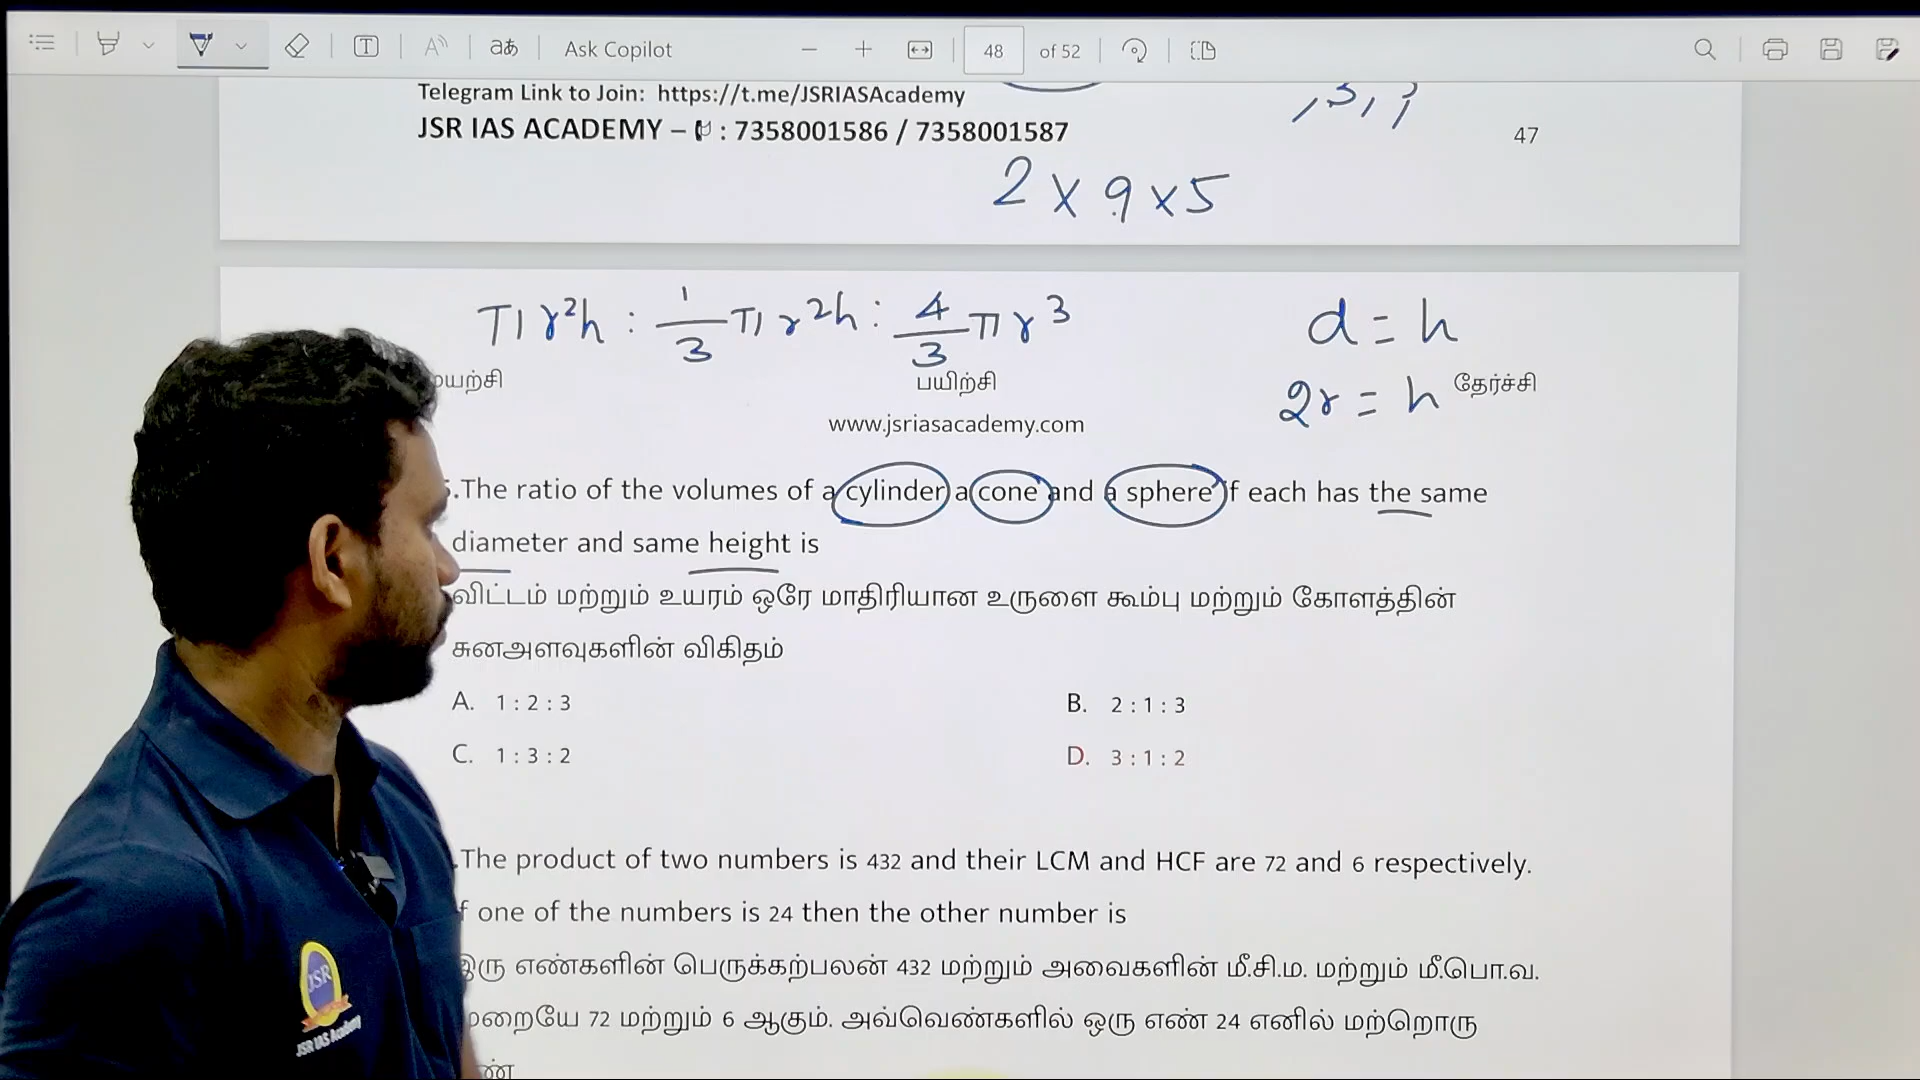 Ask Copilot
48 of 52
Telegram Link to Join: https://t.me/JSRIASAcademy
JSR IAS ACADEMY – : 7358001586 / 7358001587
47
2 x 9 x 5
πr²h : 1/3 πr²h : 4/3 πr³
d = h
பயிற்சி
2r = h
தேர்ச்சி
www.jsriasacademy.com
.The ratio of the volumes of a cylinder a cone and a sphere if each has the same
diameter and same height is
விட்டம் மற்றும் உயரம் ஒரே மாதிரியான உருளை கூம்பு மற்றும் கோளத்தின்
சுனஅளவுகளின் விகிதம்
A. 1 : 2 : 3
B. 2 : 1 : 3
C. 1 : 3 : 2
D. 3 : 1 : 2
.The product of two numbers is 432 and their LCM and HCF are 72 and 6 respectively.
f one of the numbers is 24 then the other number is
இரு எண்களின் பெருக்கற்பலன் 432 மற்றும் அவைகளின் மீ.சி.ம. மற்றும் மீ.பொ.வ.
முறையே 72 மற்றும் 6 ஆகும். அவ்வெண்களில் ஒரு எண் 24 எனில் மற்றொரு
JSR
JSR IAS Academy